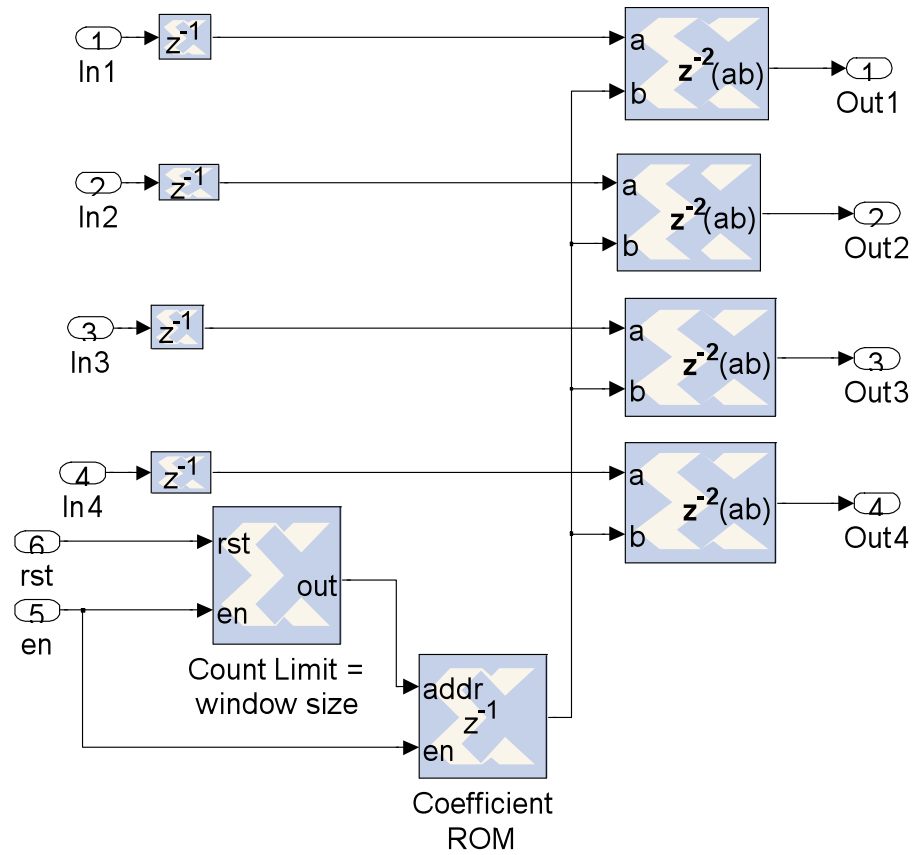 1
In1
z-1
a
b
z-2(ab)
1
Out1
2
In2
z-1
a
b
z-2(ab)
2
Out2
3
In3
z-1
a
b
z-2(ab)
3
Out3
4
In4
z-1
a
b
z-2(ab)
4
Out4
6
rst
5
en
rst
en
out
Count Limit =
window size
addr
z-1
en
Coefficient
ROM